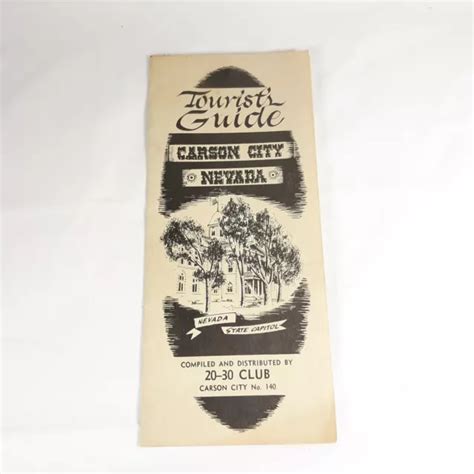 Tourist's
Guide
CARSON CITY
NEVADA
NEVADA
STATE CAPITOL
COMPILED AND DISTRIBUTED BY
20-30 CLUB
CARSON CITY No. 140